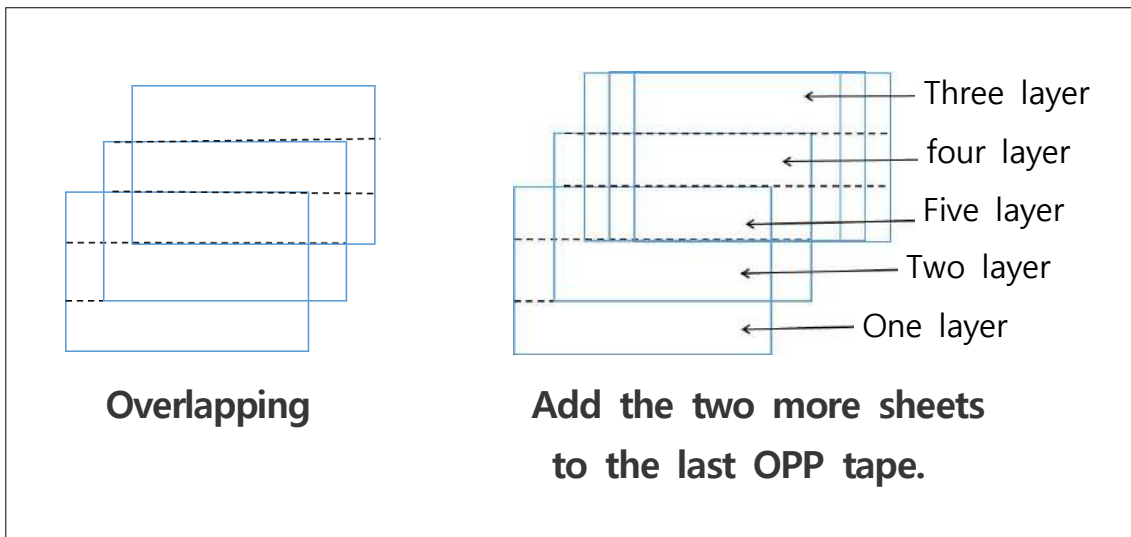 Three layer
four layer
Five layer
Two layer
One layer
Overlapping
Add the two more sheets
to the last OPP tape.